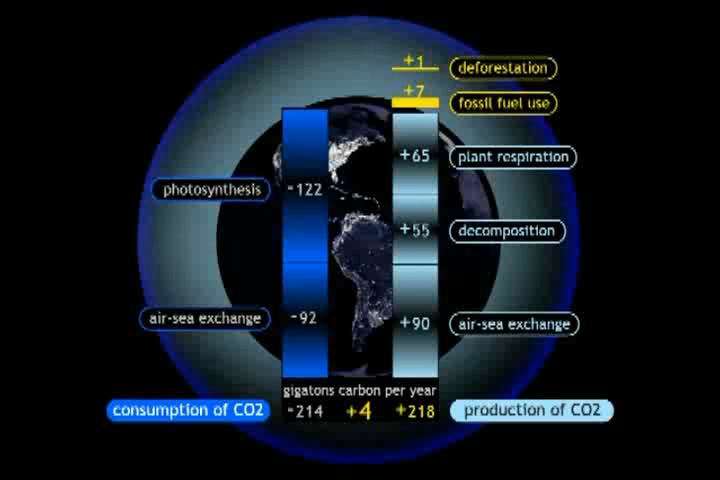 +1 deforestation
+7 fossil fuel use
+65 plant respiration
photosynthesis -122
+55 decomposition
air-sea exchange -92
+90 air-sea exchange
gigatons carbon per year
consumption of CO2 -214 +4 +218 production of CO2